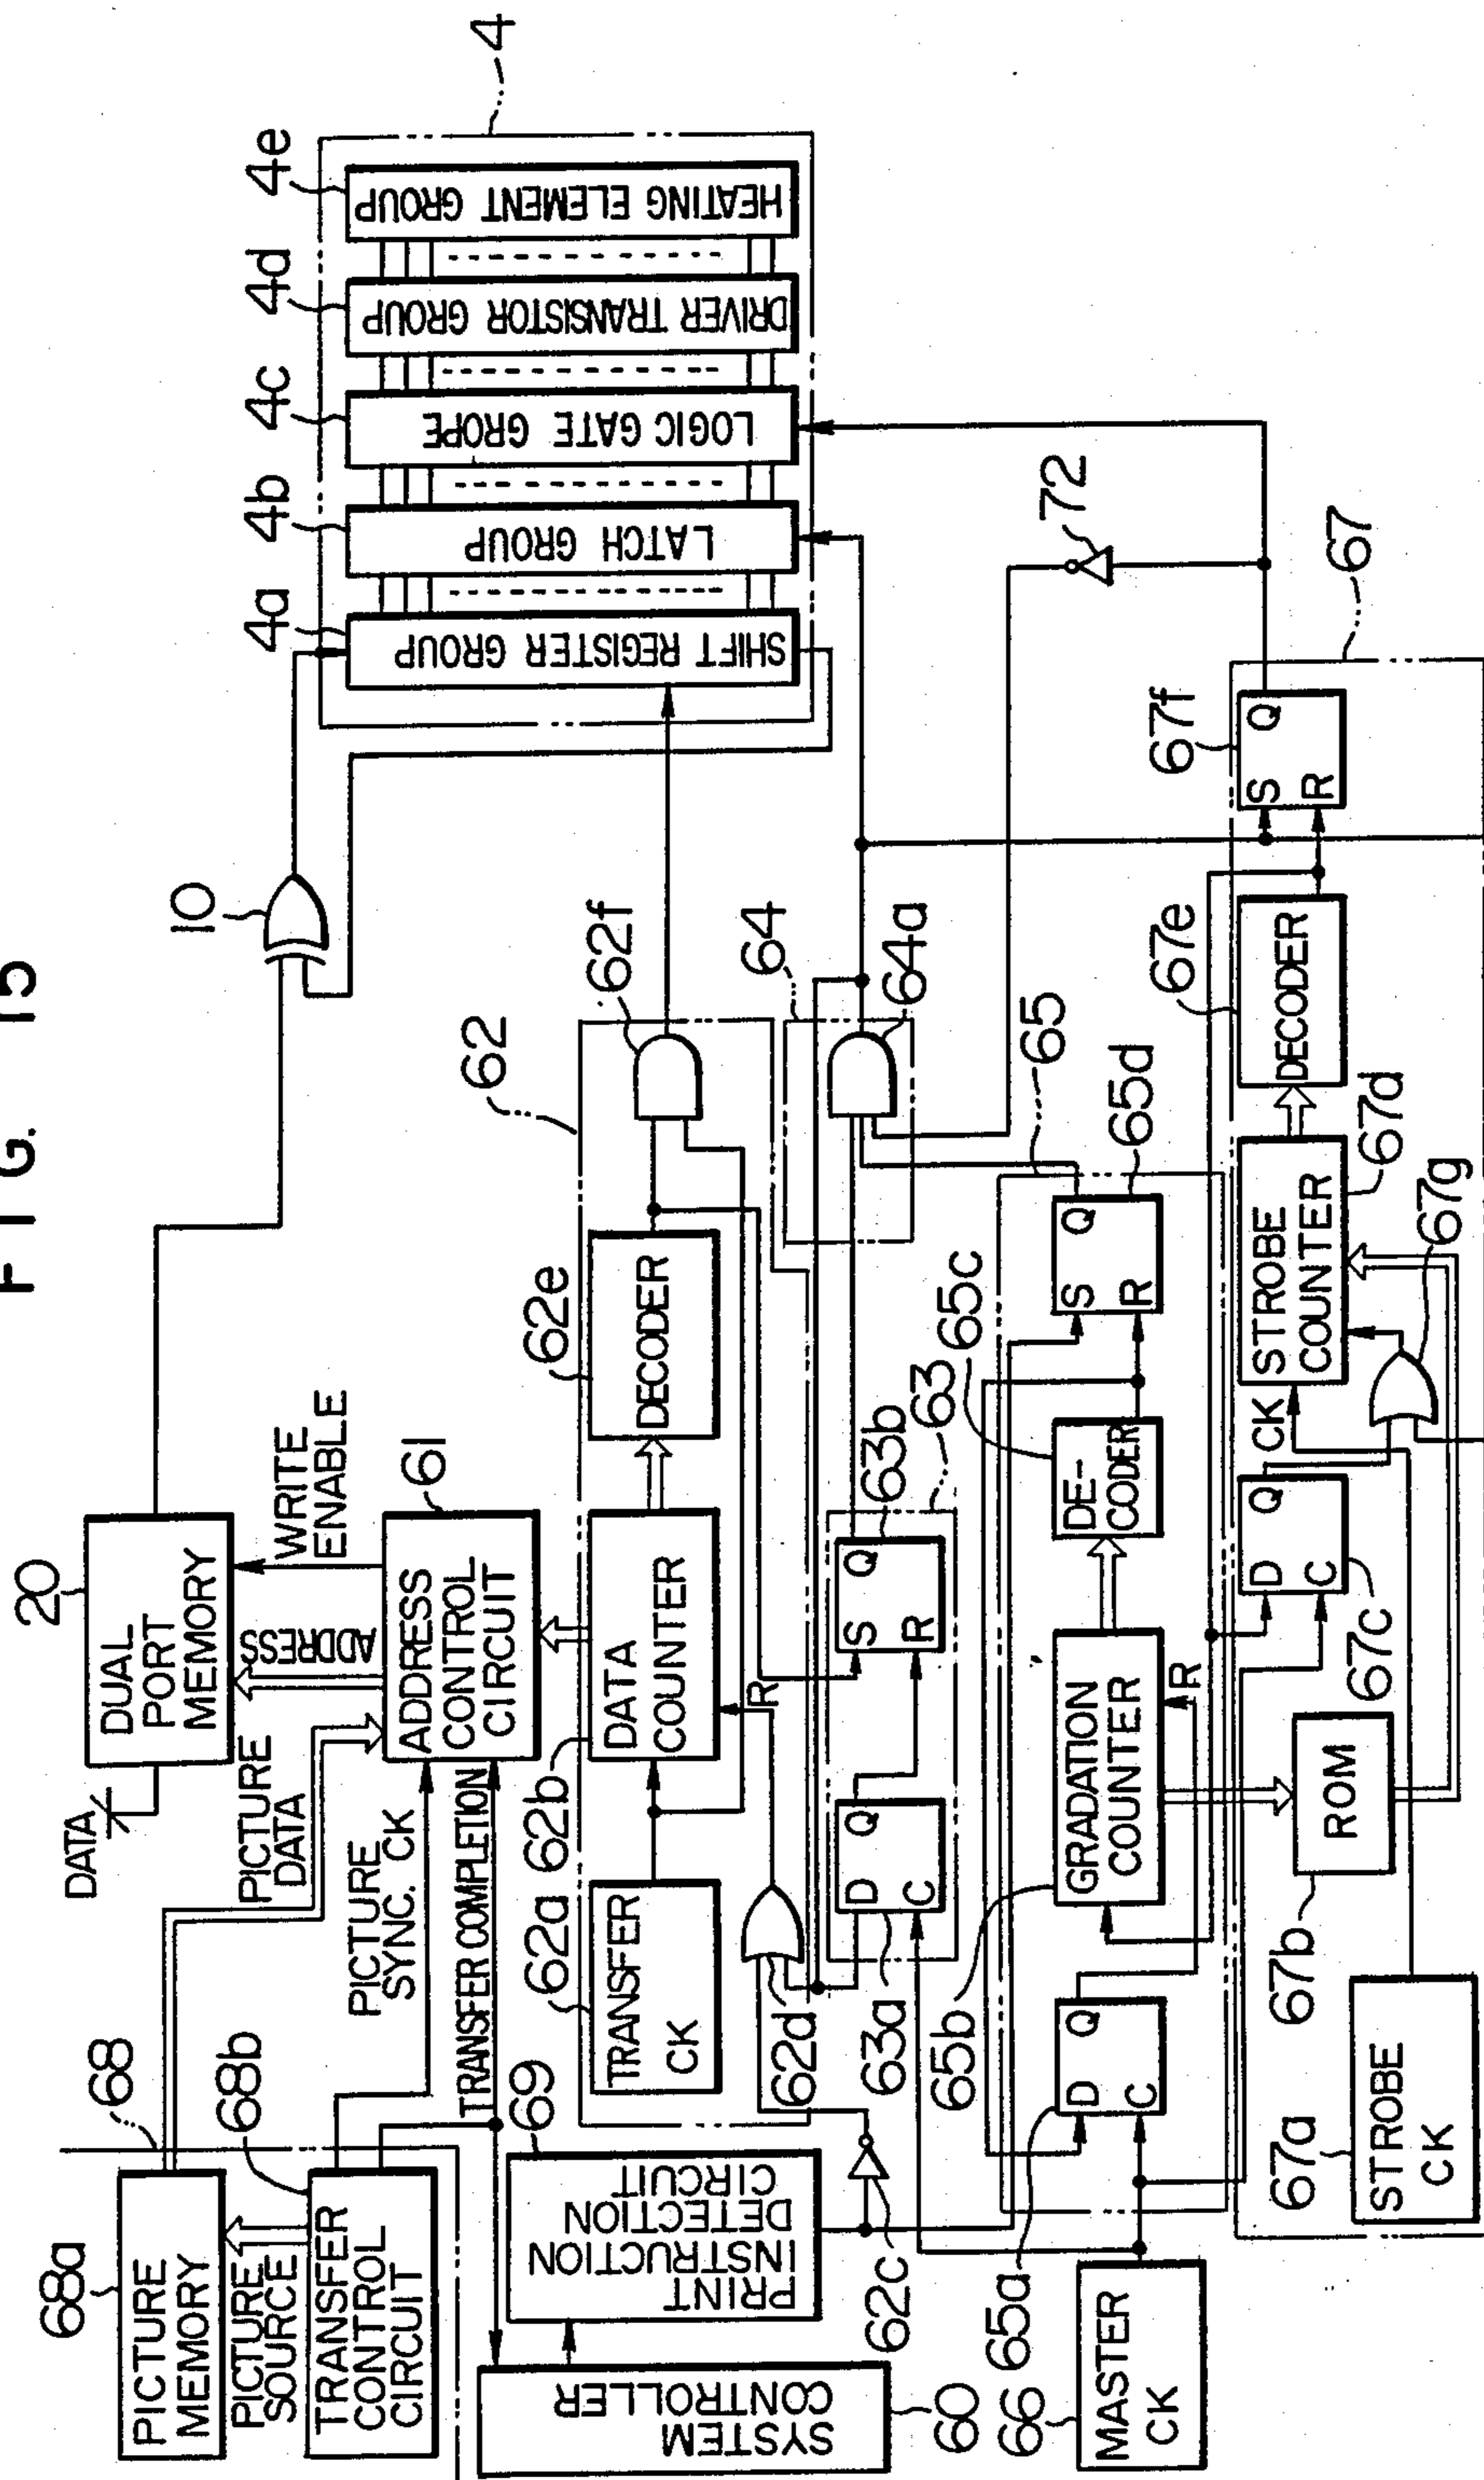 FIG. 15
68a
PICTURE
MEMORY
68
PICTURE
SOURCE
68b
TRANSFER
CONTROL
CIRCUIT
DATA
20
DUAL
PORT
MEMORY
PICTURE
DATA
ADDRESS
WRITE
ENABLE
PICTURE
SYNC. CK
TRANSFER COMPLETION
61
ADDRESS
CONTROL
CIRCUIT
10
4
4a
SHIFT REGISTER GROUP
4b
LATCH GROUP
4c
LOGIC GATE GROPE
4d
DRIVER TRANSISTOR GROUP
4e
HEATING ELEMENT GROUP
SYSTEM
CONTROLLER
60
69
PRINT
INSTRUCTION
DETECTION
CIRCUIT
62
62a
TRANSFER
CK
62b
DATA
COUNTER
R
62c
62d
62e
DECODER
62f
63
63a
D Q
C
63b
S Q
R
64
64a
65
65a
D Q
C
65b
GRADATION
COUNTER
R
65c
DE-
CODER
65d
S Q
R
66
MASTER
CK
67
67a
STROBE
CK
67b
ROM
67c
D Q
C
CK
67d
STROBE
COUNTER
67e
DECODER
67f
S Q
R
67g
72